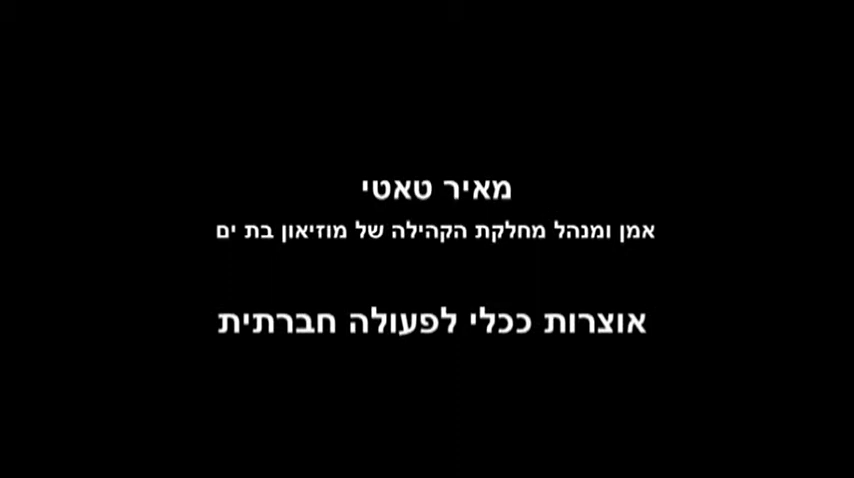 מאיר טאטי
אמן ומנהל מחלקת הקהילה של מוזיאון בת ים
אוצרות ככלי לפעולה חברתית